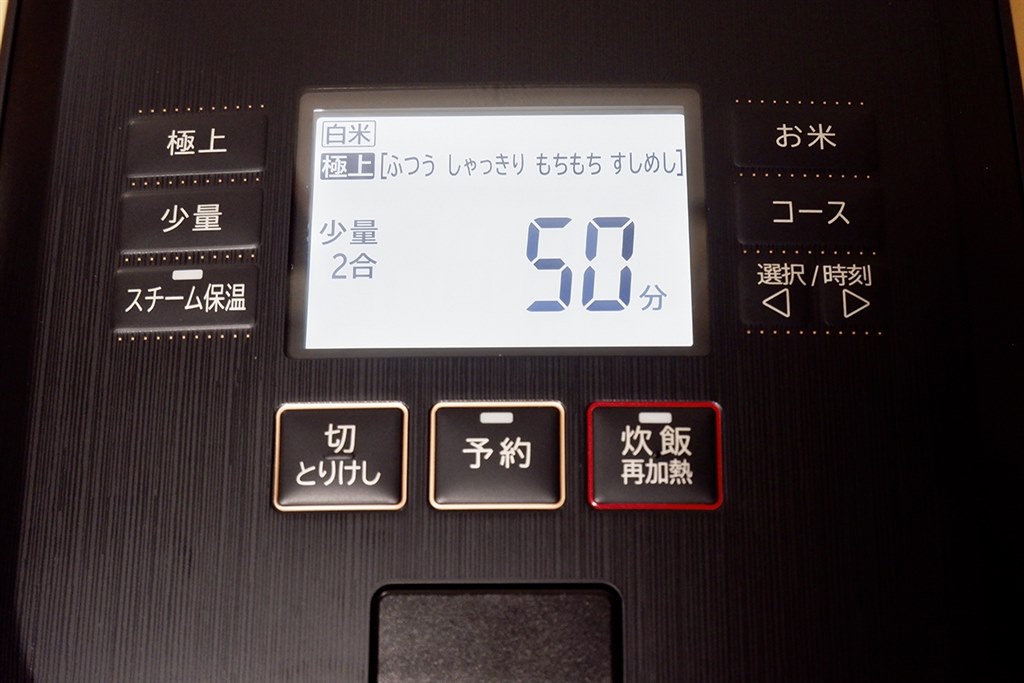 極上
少量
スチーム保温
白米
極上 [ふつう しゃっきり もちもち すしめし]
少量
2合
50分
お米
コース
選択/時刻
切
とりけし
予約
炊飯
再加熱